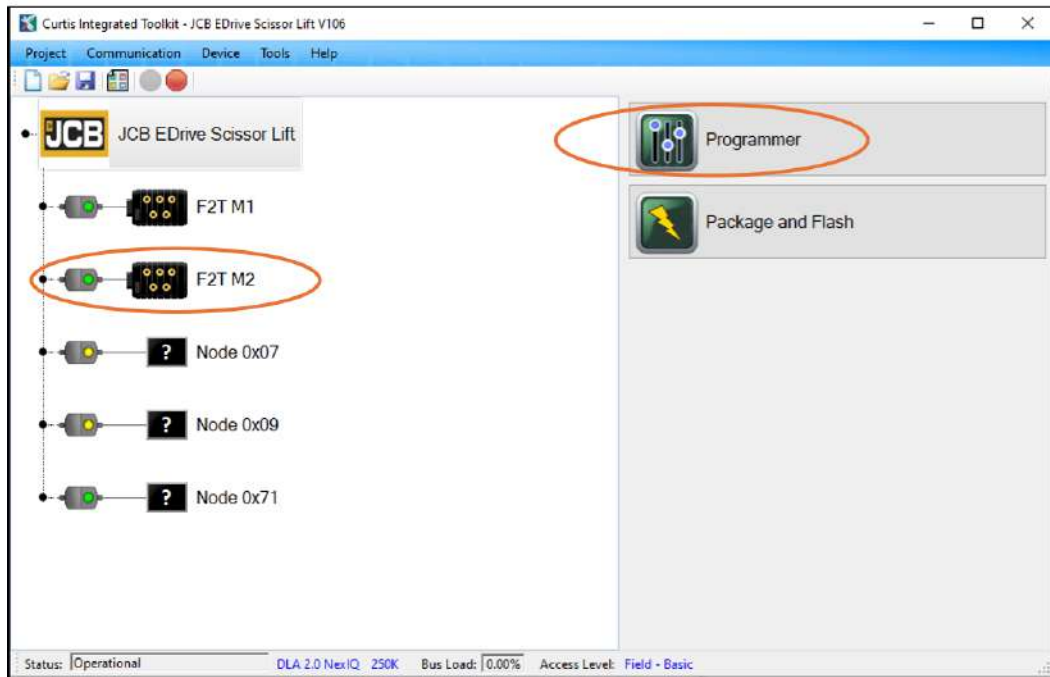 Curtis Integrated Toolkit - JCB EDrive Scissor Lift V106
Project Communication Device Tools Help
JCB JCB EDrive Scissor Lift
Programmer
F2T M1
Package and Flash
F2T M2
? Node 0x07
? Node 0x09
? Node 0x71
Status: Operational DLA 2.0 NexIQ 250K Bus Load: 0.00% Access Level: Field - Basic